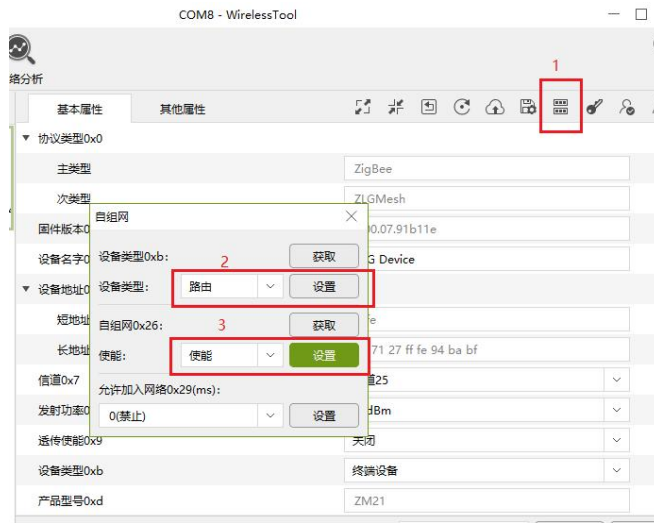 COM8 - WirelessTool
络分析
1
基本属性 其他属性
协议类型0x0
主类型 ZigBee
次类型 ZLGMesh
自组网
固件版本0 00.07.91b11e
设备类型0xb: 获取
设备名字0 G Device
2
设备类型: 路由 设置
设备地址0
短地址 fe
自组网0x26: 获取
3
长地址 71 27 ff fe 94 ba bf
使能: 使能 设置
信道0x7 道25
允许加入网络0x29(ms):
发射功率0 dBm
0(禁止) 设置
透传使能0x9 关闭
设备类型0xb 终端设备
产品型号0xd ZM21